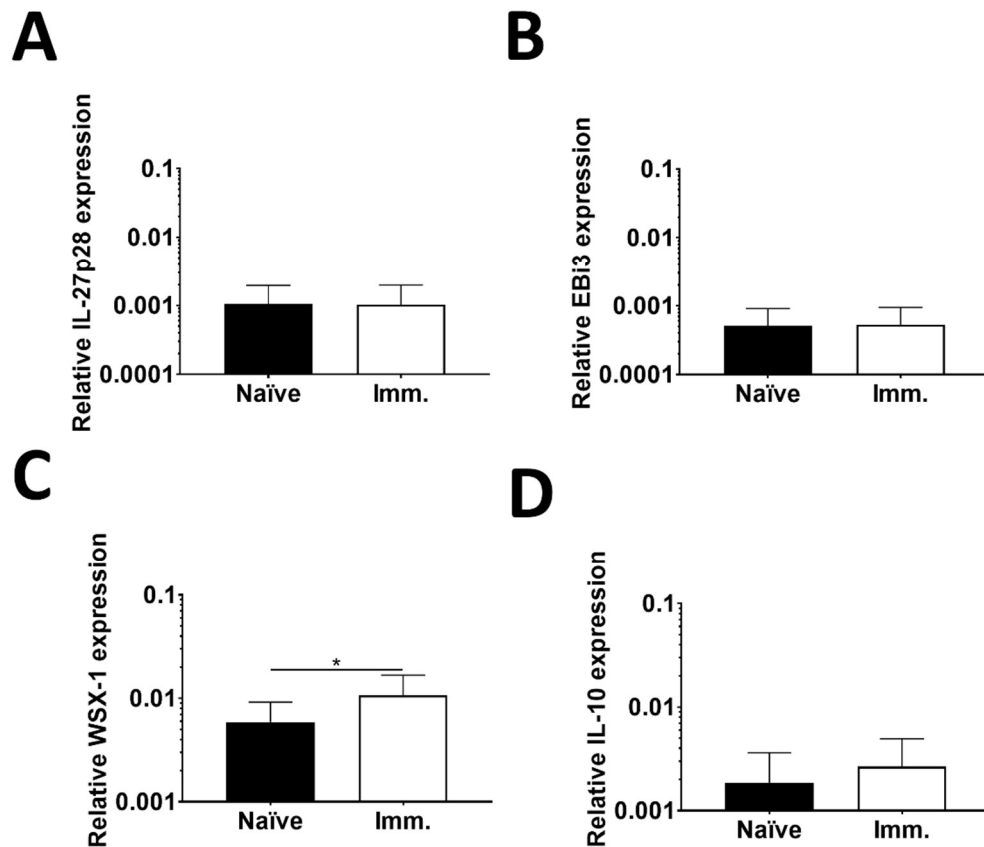 A
Relative IL-27p28 expression
0.1
0.01
0.001
0.0001
Naïve Imm.
B
Relative EBi3 expression
0.1
0.01
0.001
0.0001
Naïve Imm.
C
Relative WSX-1 expression
0.1
0.01
0.001
*
Naïve Imm.
D
Relative IL-10 expression
0.1
0.01
0.001
Naïve Imm.